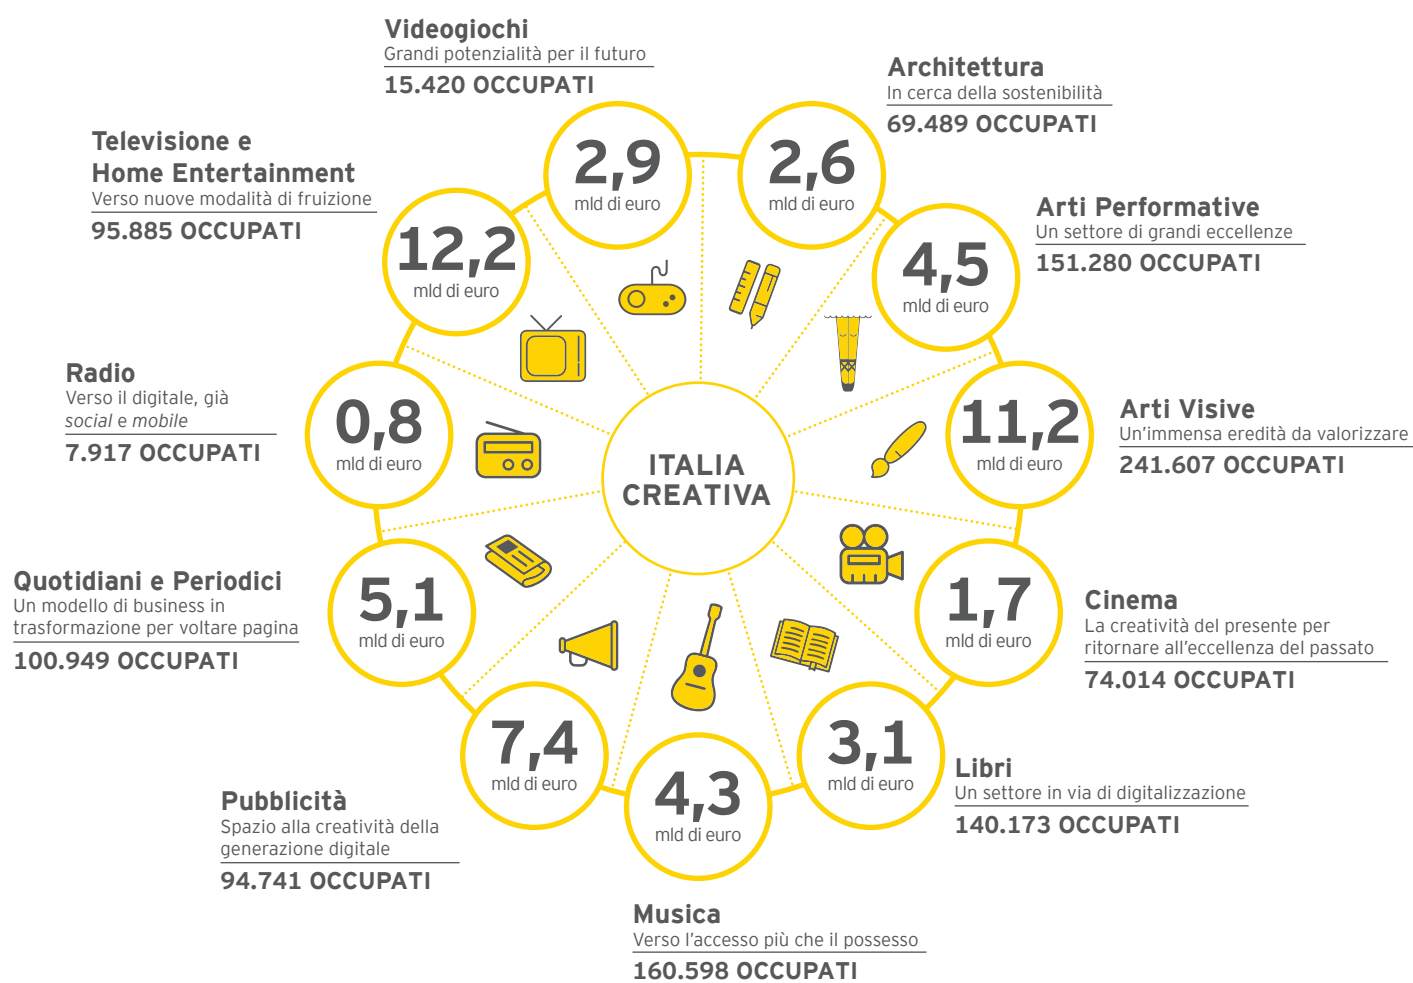 Videogiochi
Grandi potenzialità per il futuro
15.420 OCCUPATI
2,9
mld di euro
Architettura
In cerca della sostenibilità
69.489 OCCUPATI
2,6
mld di euro
Arti Performative
Un settore di grandi eccellenze
151.280 OCCUPATI
4,5
mld di euro
Arti Visive
Un'immensa eredità da valorizzare
241.607 OCCUPATI
11,2
mld di euro
Cinema
La creatività del presente per
ritornare all'eccellenza del passato
74.014 OCCUPATI
1,7
mld di euro
Libri
Un settore in via di digitalizzazione
140.173 OCCUPATI
3,1
mld di euro
Musica
Verso l'accesso più che il possesso
160.598 OCCUPATI
4,3
mld di euro
Pubblicità
Spazio alla creatività della
generazione digitale
94.741 OCCUPATI
7,4
mld di euro
Quotidiani e Periodici
Un modello di business in
trasformazione per voltare pagina
100.949 OCCUPATI
5,1
mld di euro
Radio
Verso il digitale, già
social e mobile
7.917 OCCUPATI
0,8
mld di euro
Televisione e
Home Entertainment
Verso nuove modalità di fruizione
95.885 OCCUPATI
12,2
mld di euro
ITALIA
CREATIVA